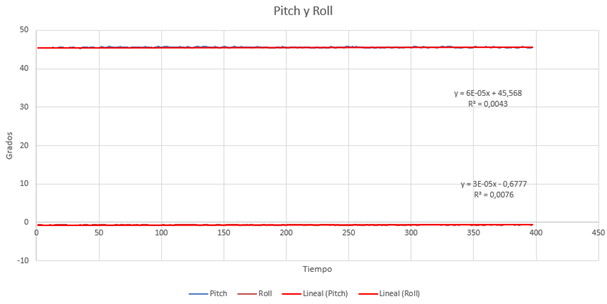 Pitch y Roll
50
40
30
20
10
0
-10
Grados
y = 6E-05x + 45,568
R² = 0,0043
y = 3E-05x - 0,6777
R² = 0,0076
0 50 100 150 200 250 300 350 400 450
Tiempo
Pitch Roll Lineal (Pitch) Lineal (Roll)